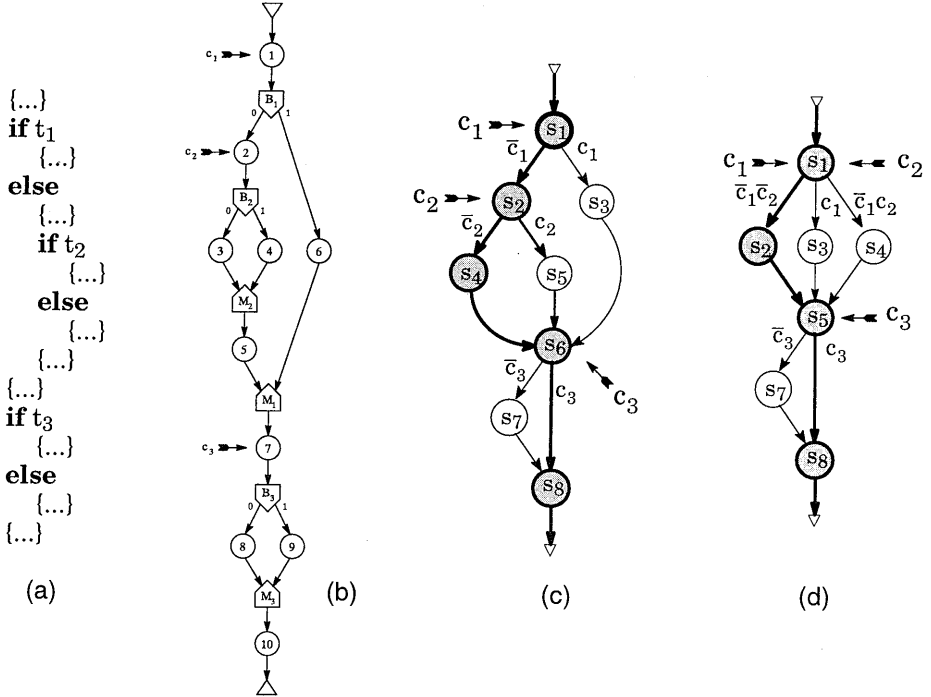 {...}
if t₁
{...}
else
{...}
if t₂
{...}
else
{...}
{...}
{...}
if t₃
{...}
else
{...}
{...}
(a)
c₁
1
B₁
0 1
c₂
2
B₂
0 1
3 4 6
M₂
5
M₁
c₃
7
B₃
0 1
8 9
M₃
10
(b)
c₁
s₁
c̅₁ c₁
c₂
s₂ s₃
c̅₂ c₂
s₄ s₅
s₆
c̅₃ c₃
c₃
s₇
s₈
(c)
c₁ s₁ c₂
c̅₁c̅₂ c₁ c̅₁c₂
s₂ s₃ s₄
s₅ c₃
c̅₃ c₃
s₇
s₈
(d)